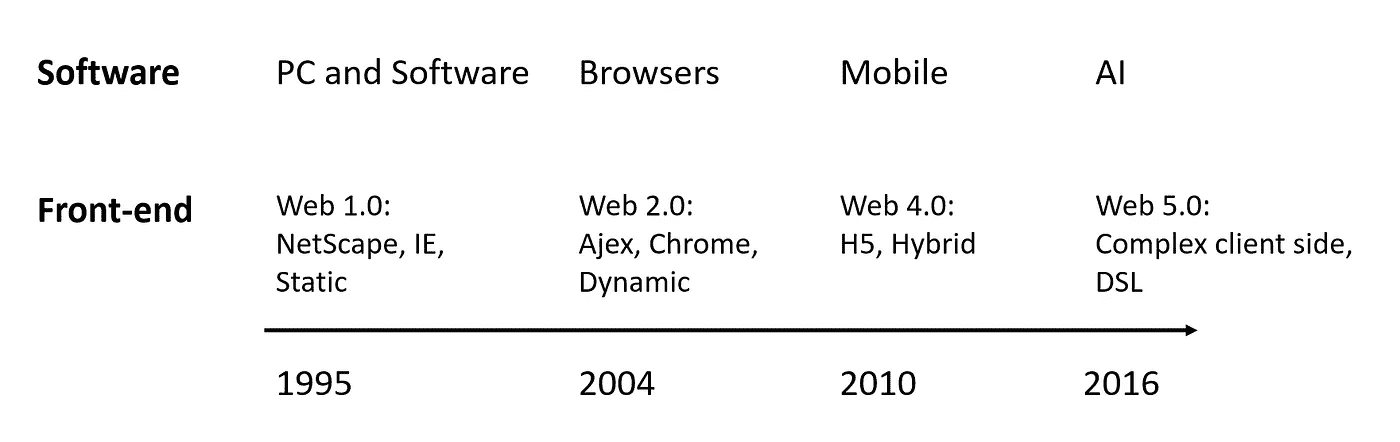 Software PC and Software Browsers Mobile AI
Front-end Web 1.0: Web 2.0: Web 4.0: Web 5.0:
NetScape, IE, Ajex, Chrome, H5, Hybrid Complex client side,
Static Dynamic DSL
1995 2004 2010 2016